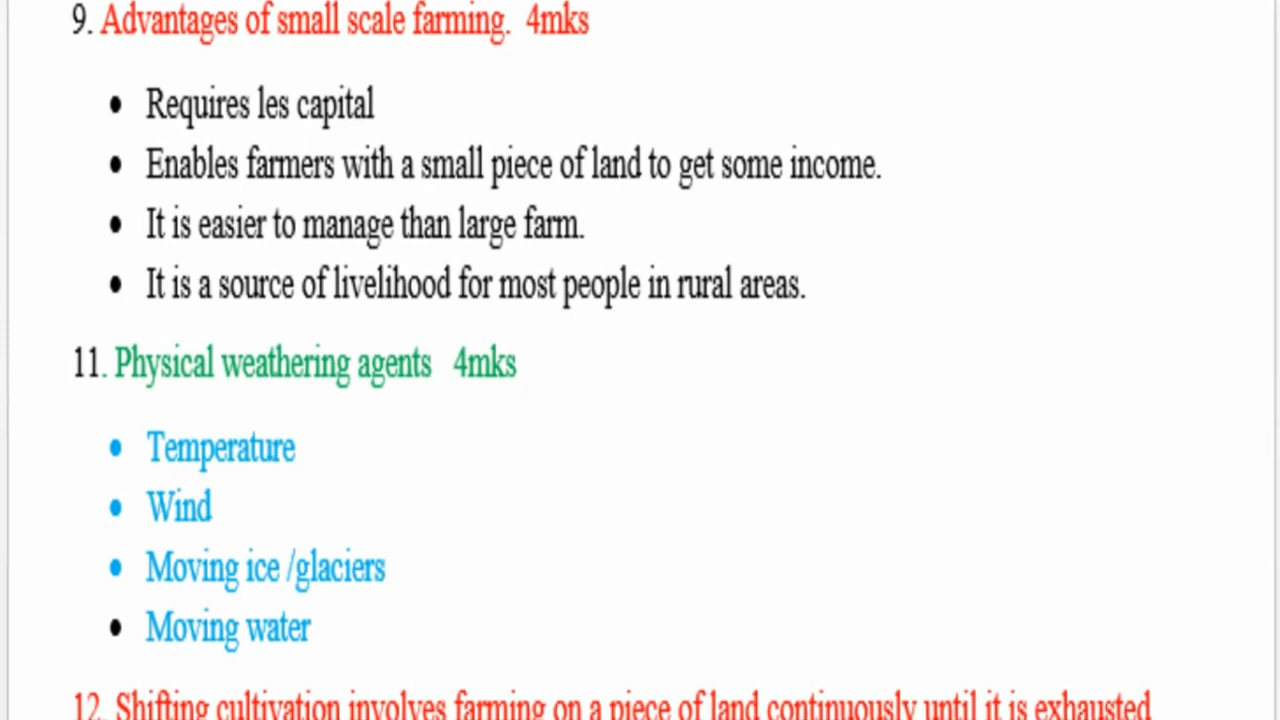 9. Advantages of small scale farming.  4mks
• Requires les capital
• Enables farmers with a small piece of land to get some income.
• It is easier to manage than large farm.
• It is a source of livelihood for most people in rural areas.
11. Physical weathering agents   4mks
• Temperature
• Wind
• Moving ice /glaciers
• Moving water
12. Shifting cultivation involves farming on a piece of land continuously until it is exhausted